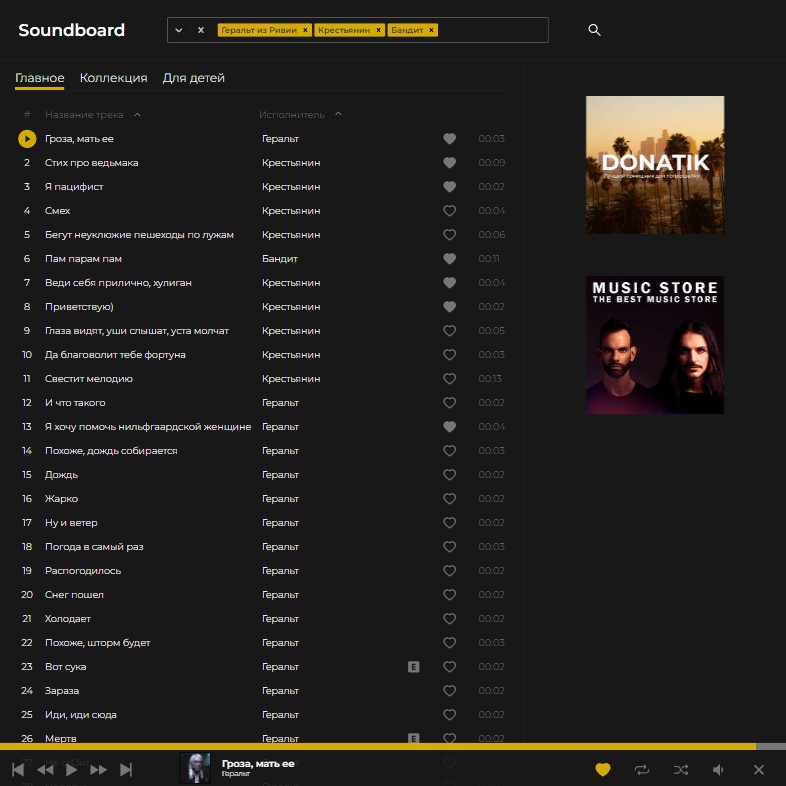 Soundboard
x Геральт из Ривии x Крестьянин x Бандит x
Главное Коллекция Для детей
# Название трека Исполнитель
Гроза, мать ее Геральт 00:03
2 Стих про ведьмака Крестьянин 00:09
3 Я пацифист Крестьянин 00:02
4 Смех Крестьянин 00:04
5 Бегут неуклюжие пешеходы по лужам Крестьянин 00:06
6 Пам парам пам Бандит 00:11
7 Веди себя прилично, хулиган Крестьянин 00:04
8 Приветствую) Крестьянин 00:02
9 Глаза видят, уши слышат, уста молчат Крестьянин 00:05
10 Да благоволит тебе фортуна Крестьянин 00:03
11 Свестит мелодию Крестьянин 00:13
12 И что такого Геральт 00:02
13 Я хочу помочь нильфгаардской женщине Геральт 00:04
14 Похоже, дождь собирается Геральт 00:03
15 Дождь Геральт 00:02
16 Жарко Геральт 00:02
17 Ну и ветер Геральт 00:02
18 Погода в самый раз Геральт 00:03
19 Распогодилось Геральт 00:02
20 Снег пошел Геральт 00:02
21 Холодает Геральт 00:02
22 Похоже, шторм будет Геральт 00:03
23 Вот сука Геральт E 00:02
24 Зараза Геральт 00:02
25 Иди, иди сюда Геральт 00:02
26 Мертв Геральт E 00:02
27
Гроза, мать ее
Геральт
DONATIK
MUSIC STORE
THE BEST MUSIC STORE